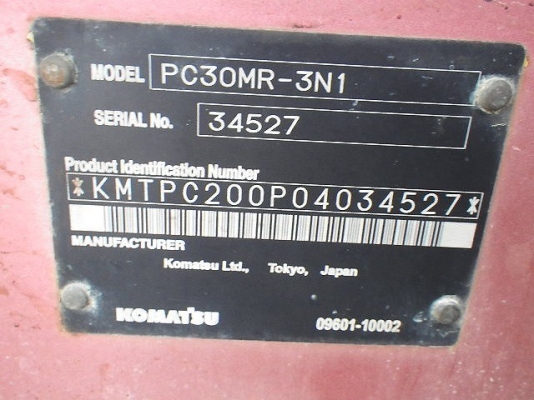 MODEL PC30MR-3N1
SERIAL No. 34527
Product Identification Number
*KMTPC200P04034527*
MANUFACTURER
Komatsu Ltd., Tokyo, Japan
KOMATSU 09601-10002